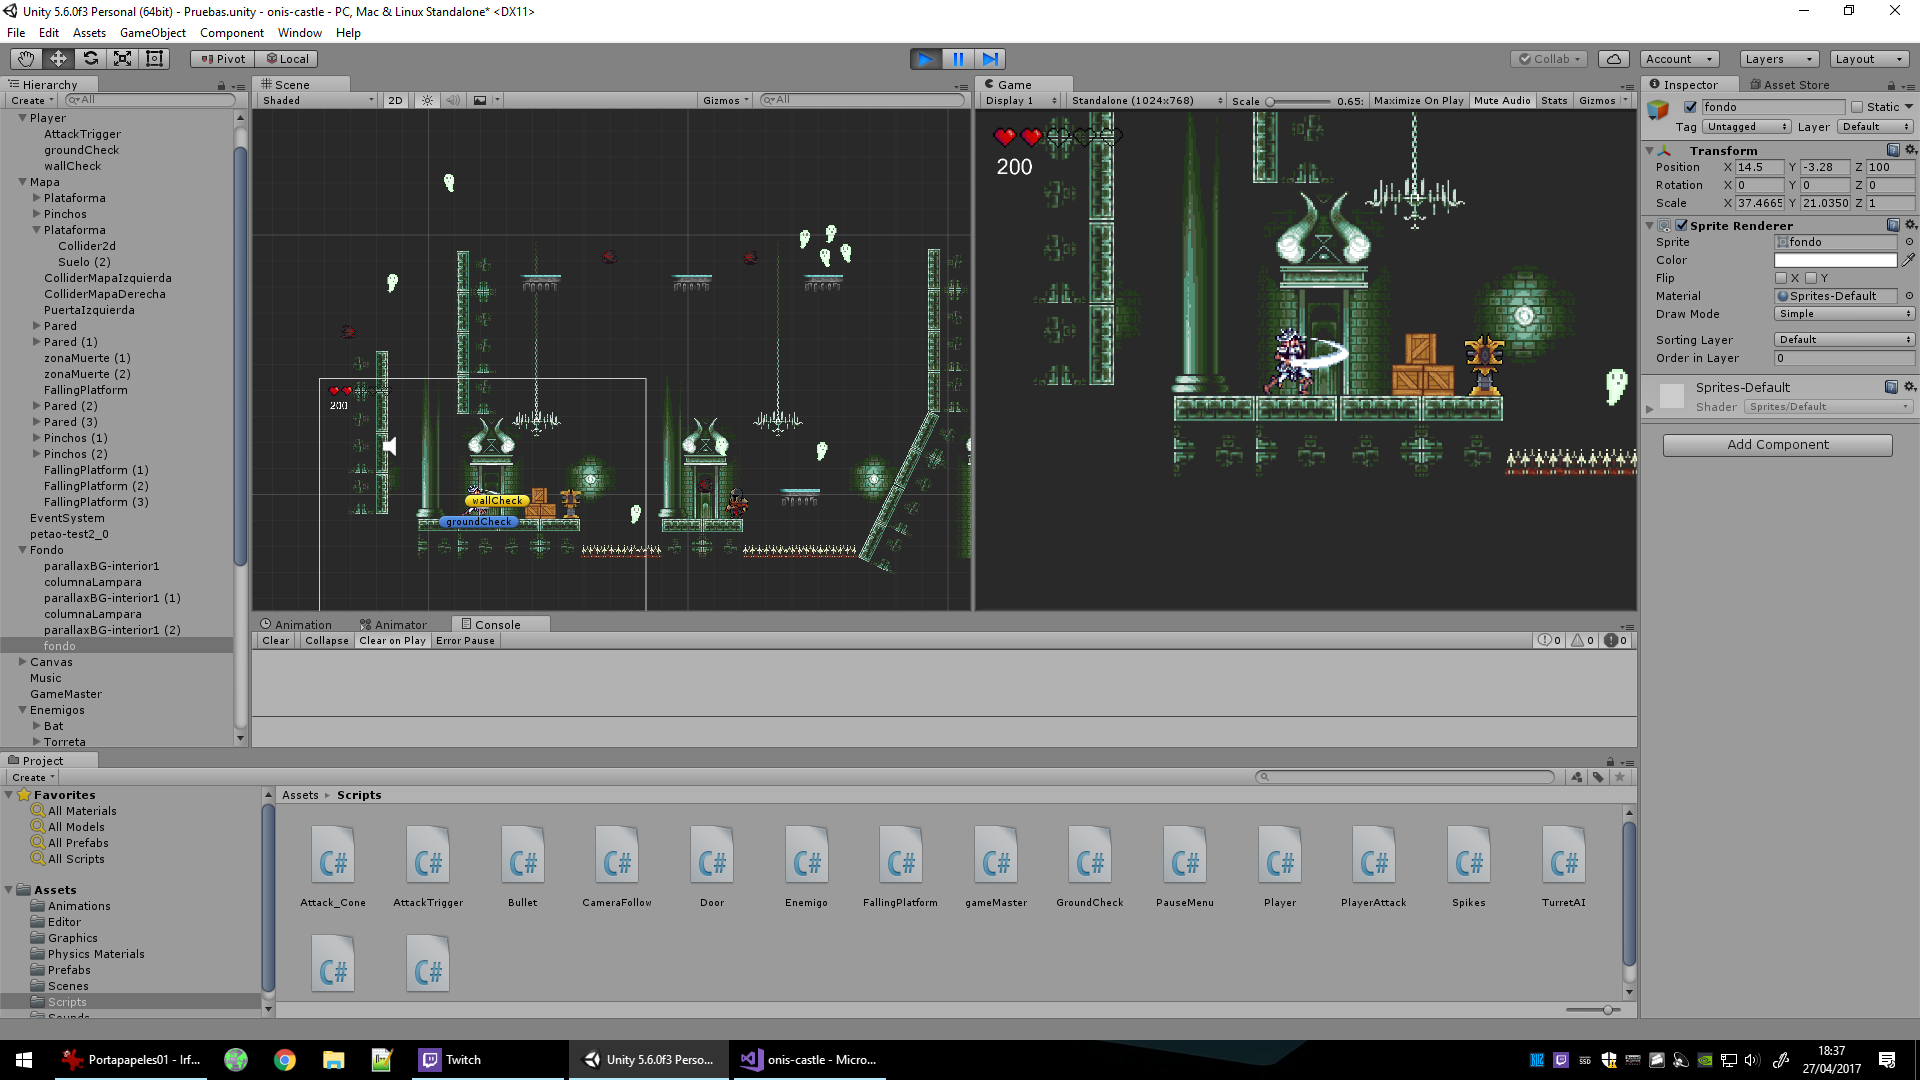 Unity 5.6.0f3 Personal (64bit) - Pruebas.unity - onis-castle - PC, Mac & Linux Standalone* <DX11>
File Edit Assets GameObject Component Window Help
Pivot Local Collab Account Layers Layout
Hierarchy
Create All
Player
AttackTrigger
groundCheck
wallCheck
Mapa
Plataforma
Pinchos
Plataforma
Collider2d
Suelo (2)
ColliderMapaIzquierda
ColliderMapaDerecha
PuertaIzquierda
Pared
Pared (1)
zonaMuerte (1)
zonaMuerte (2)
FallingPlatform
Pared (2)
Pared (3)
Pinchos (1)
Pinchos (2)
FallingPlatform (1)
FallingPlatform (2)
FallingPlatform (3)
EventSystem
petao-test2_0
Fondo
parallaxBG-interior1
columnaLampara
parallaxBG-interior1 (1)
columnaLampara
parallaxBG-interior1 (2)
fondo
Canvas
Music
GameMaster
Enemigos
Bat
Torreta
Scene
Shaded 2D Gizmos All
200
wallCheck
groundCheck
Game
Display 1 Standalone (1024x768) Scale 0.65: Maximize On Play Mute Audio Stats Gizmos
200
Inspector Asset Store
fondo Static
Tag Untagged Layer Default
Transform
Position X 14.5 Y -3.28 Z 100
Rotation X 0 Y 0 Z 0
Scale X 37.4665 Y 21.0350 Z 1
Sprite Renderer
Sprite fondo
Color
Flip X Y
Material Sprites-Default
Draw Mode Simple
Sorting Layer Default
Order in Layer 0
Sprites-Default
Shader Sprites/Default
Add Component
Animation Animator Console
Clear Collapse Clear on Play Error Pause 0 0 0
Project
Create
Favorites
All Materials
All Models
All Prefabs
All Scripts
Assets
Animations
Editor
Graphics
Physics Materials
Prefabs
Scenes
Scripts
Sounds
Assets Scripts
C# C# C# C# C# C# C# C# C# C# C# C# C# C#
Attack_Cone AttackTrigger Bullet CameraFollow Door Enemigo FallingPlatform gameMaster GroundCheck PauseMenu Player PlayerAttack Spikes TurretAI
C# C#
Portapapeles01 - Irf... Twitch Unity 5.6.0f3 Perso... onis-castle - Micro...
SSD
18:37
27/04/2017